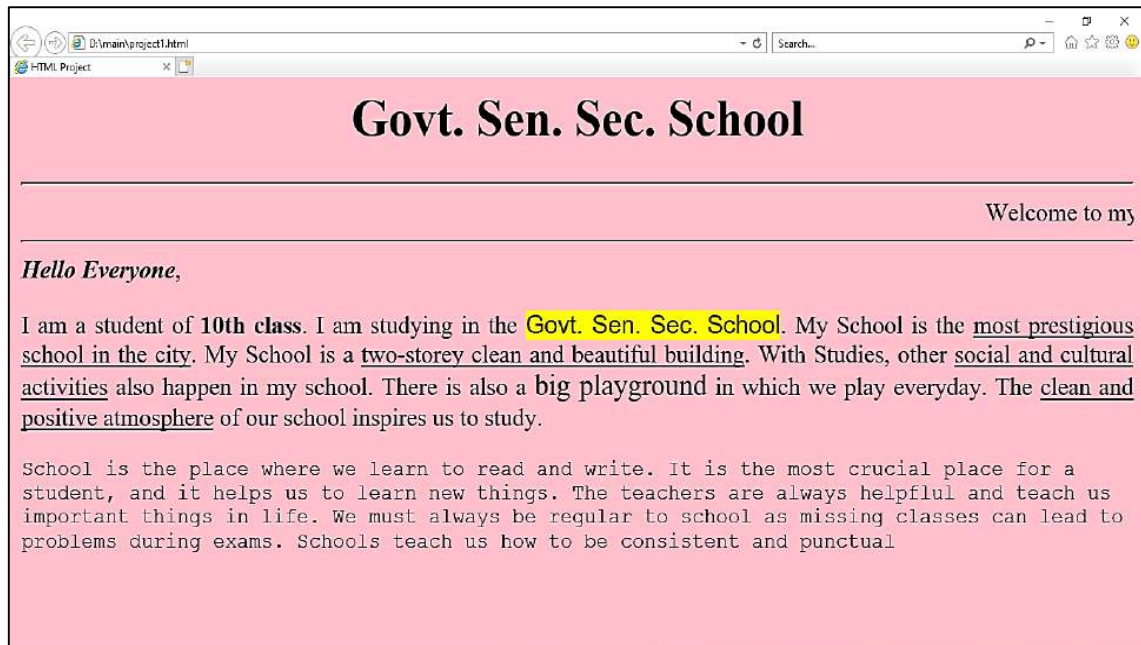 D:\main\project1.html
Search...
HTML Project
Govt. Sen. Sec. School
Welcome to my
Hello Everyone,
I am a student of 10th class. I am studying in the Govt. Sen. Sec. School. My School is the most prestigious
school in the city. My School is a two-storey clean and beautiful building. With Studies, other social and cultural
activities also happen in my school. There is also a big playground in which we play everyday. The clean and
positive atmosphere of our school inspires us to study.
School is the place where we learn to read and write. It is the most crucial place for a
student, and it helps us to learn new things. The teachers are always helpflul and teach us
important things in life. We must always be regular to school as missing classes can lead to
problems during exams. Schools teach us how to be consistent and punctual